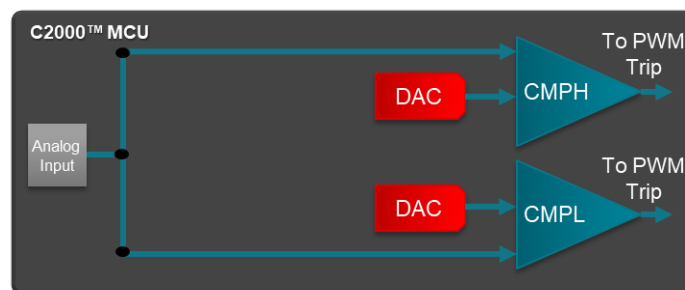 C2000™ MCU
To PWM
Trip
DAC
CMPH
Analog
Input
To PWM
Trip
DAC
CMPL